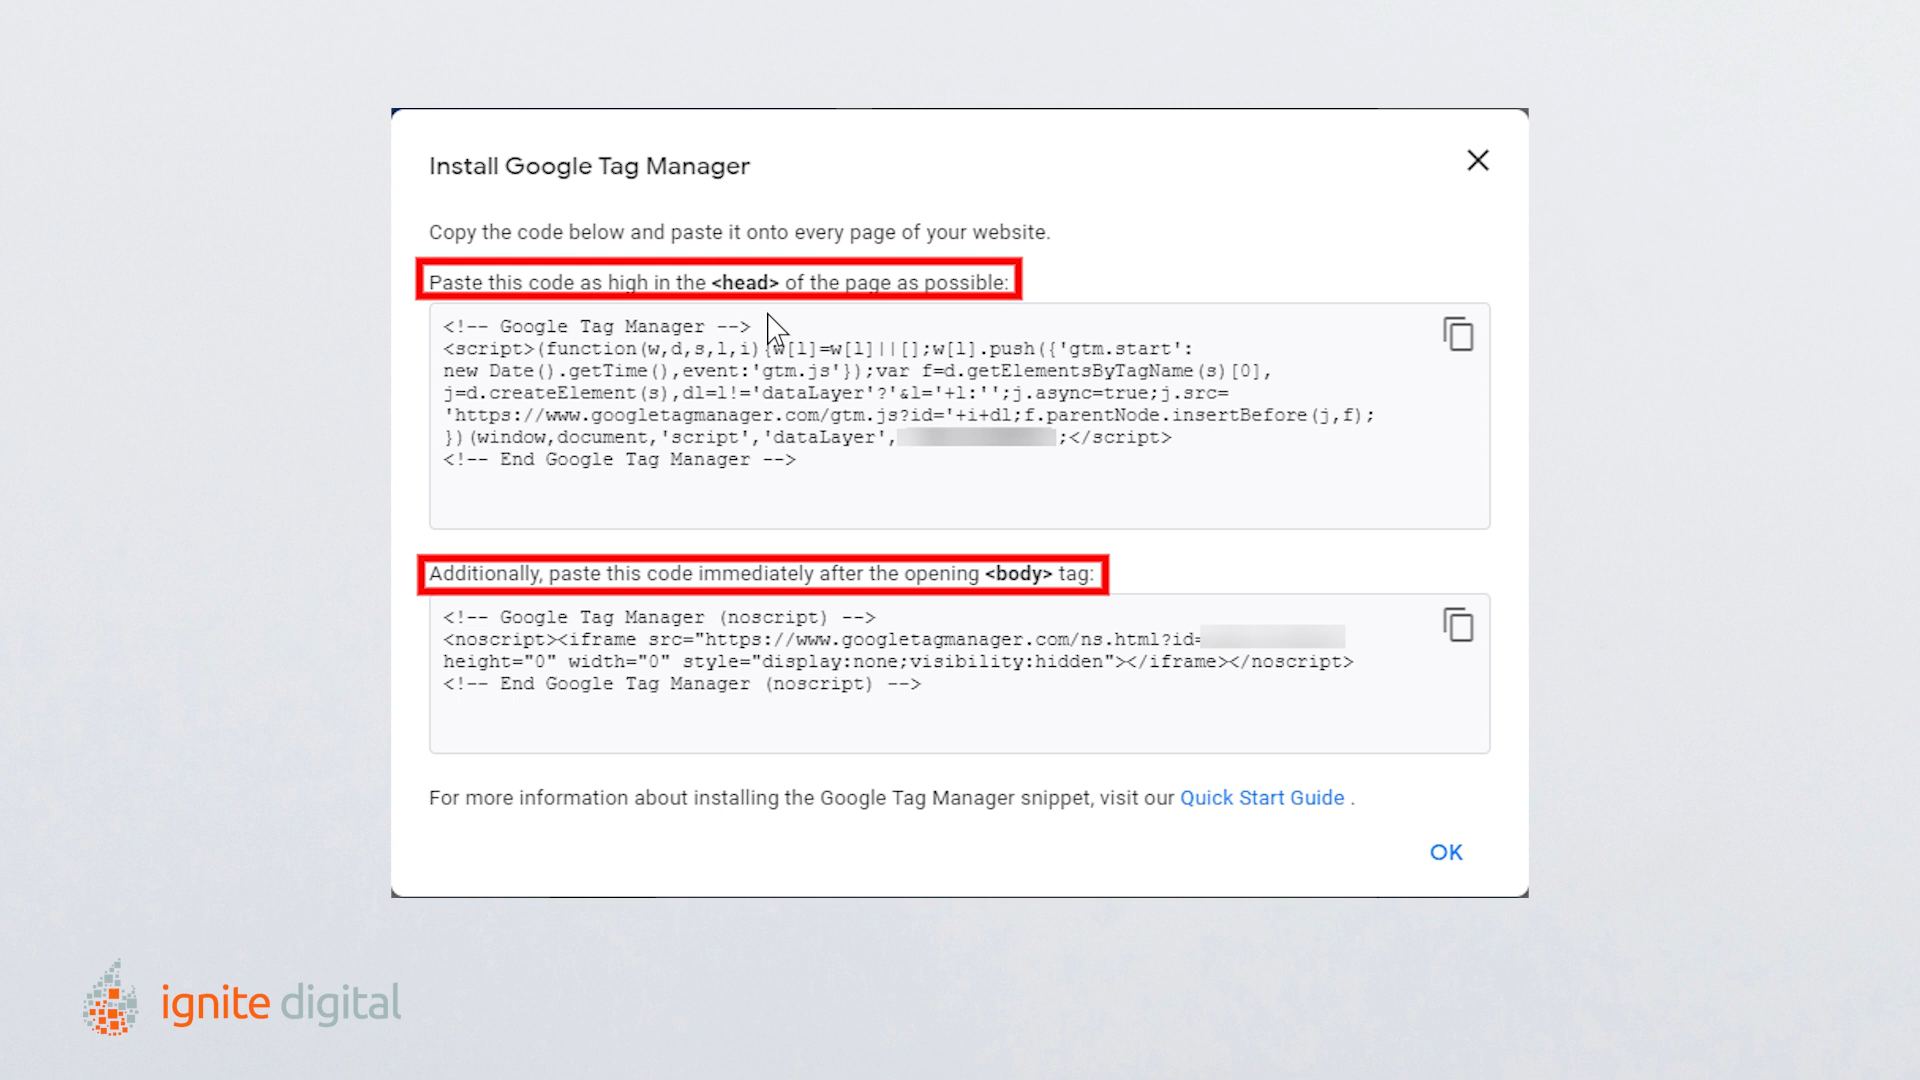 Install Google Tag Manager
Copy the code below and paste it onto every page of your website.
Paste this code as high in the <head> of the page as possible:
<!-- Google Tag Manager -->
<script>(function(w,d,s,l,i){w[l]=w[l]||[];w[l].push({'gtm.start':
new Date().getTime(),event:'gtm.js'});var f=d.getElementsByTagName(s)[0],
j=d.createElement(s),dl=l!='dataLayer'?'&l='+l:'';j.async=true;j.src=
'https://www.googletagmanager.com/gtm.js?id='+i+dl;f.parentNode.insertBefore(j,f);
})(window,document,'script','dataLayer', ;</script>
<!-- End Google Tag Manager -->
Additionally, paste this code immediately after the opening <body> tag:
<!-- Google Tag Manager (noscript) -->
<noscript><iframe src="https://www.googletagmanager.com/ns.html?id=
height="0" width="0" style="display:none;visibility:hidden"></iframe></noscript>
<!-- End Google Tag Manager (noscript) -->
For more information about installing the Google Tag Manager snippet, visit our Quick Start Guide .
OK
ignite digital